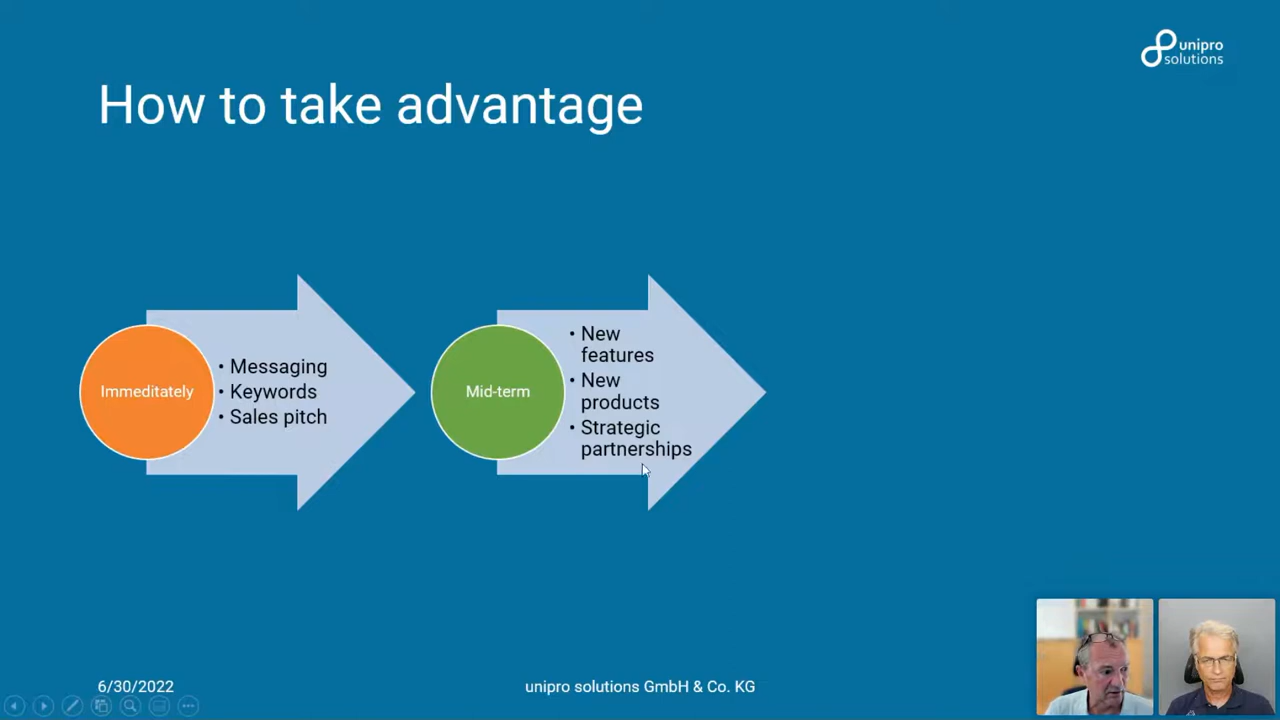 unipro
solutions
How to take advantage
Immeditately
• Messaging
• Keywords
• Sales pitch
Mid-term
• New
features
• New
products
• Strategic
partnerships
6/30/2022
unipro solutions GmbH & Co. KG